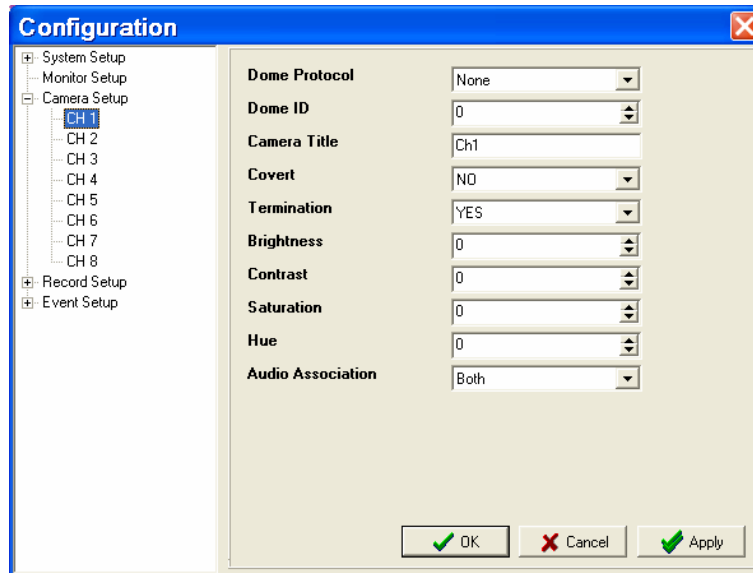 Configuration
System Setup
Monitor Setup
Camera Setup
CH 1
CH 2
CH 3
CH 4
CH 5
CH 6
CH 7
CH 8
Record Setup
Event Setup
Dome Protocol None
Dome ID 0
Camera Title Ch1
Covert NO
Termination YES
Brightness 0
Contrast 0
Saturation 0
Hue 0
Audio Association Both
OK Cancel Apply